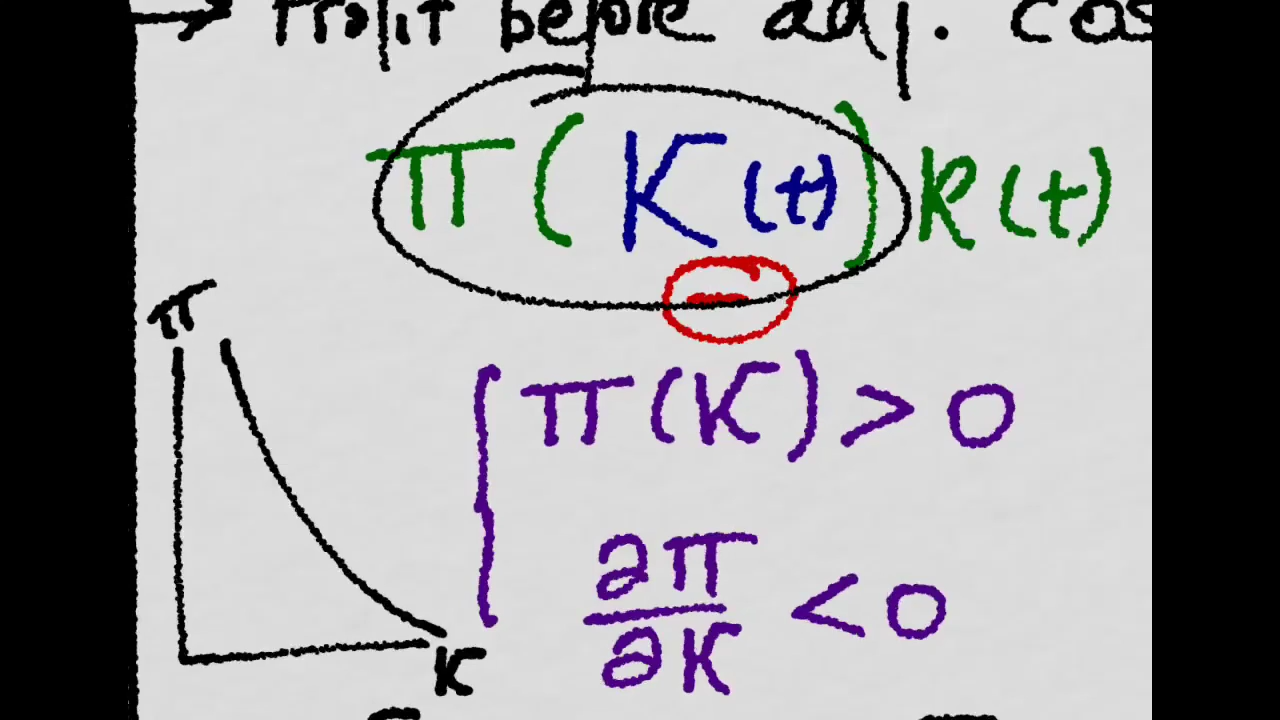 → Profit before adj. cos
π(K(t))k(t)
−
π
π(K) > 0
∂π/∂K < 0
K